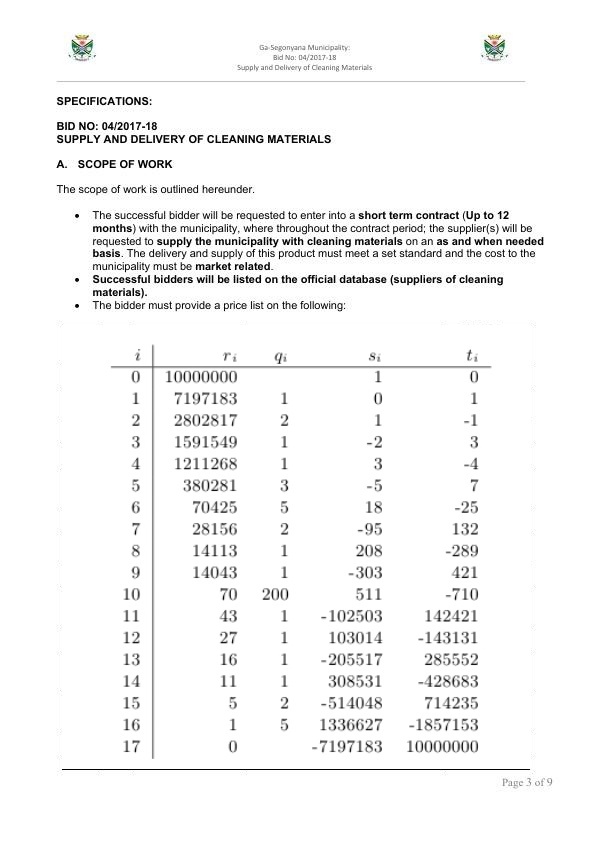 Ga-Segonyana Municipality:
Bid No: 04/2017-18
Supply and Delivery of Cleaning Materials
SPECIFICATIONS:
BID NO: 04/2017-18
SUPPLY AND DELIVERY OF CLEANING MATERIALS
A. SCOPE OF WORK
The scope of work is outlined hereunder.
• The successful bidder will be requested to enter into a short term contract (Up to 12
months) with the municipality, where throughout the contract period; the supplier(s) will be
requested to supply the municipality with cleaning materials on an as and when needed
basis. The delivery and supply of this product must meet a set standard and the cost to the
municipality must be market related.
• Successful bidders will be listed on the official database (suppliers of cleaning
materials).
• The bidder must provide a price list on the following:
i r_i q_i s_i t_i
0 10000000 1 0
1 7197183 1 0 1
2 2802817 2 1 -1
3 1591549 1 -2 3
4 1211268 1 3 -4
5 380281 3 -5 7
6 70425 5 18 -25
7 28156 2 -95 132
8 14113 1 208 -289
9 14043 1 -303 421
10 70 200 511 -710
11 43 1 -102503 142421
12 27 1 103014 -143131
13 16 1 -205517 285552
14 11 1 308531 -428683
15 5 2 -514048 714235
16 1 5 1336627 -1857153
17 0 -7197183 10000000
Page 3 of 9